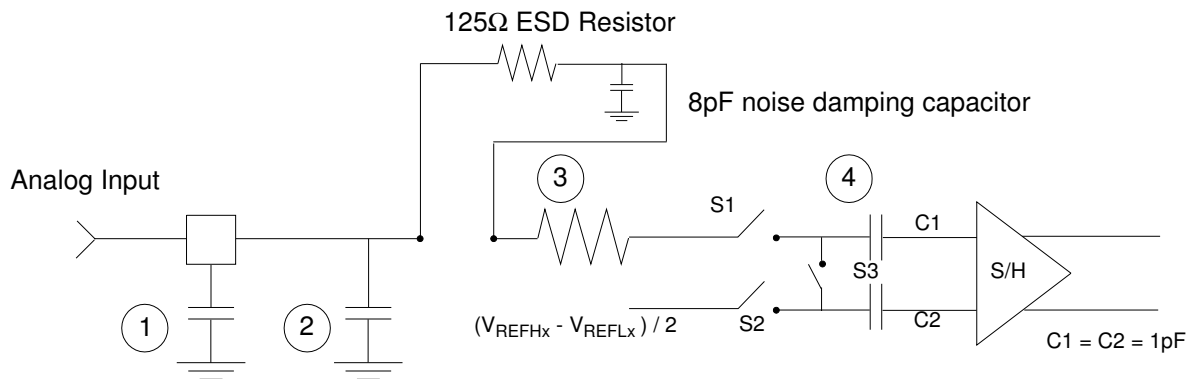 125Ω ESD Resistor
8pF noise damping capacitor
Analog Input
3
4
S1
C1
S3
S/H
1
2
(VREFHx - VREFLx ) / 2
S2
C2
C1 = C2 = 1pF